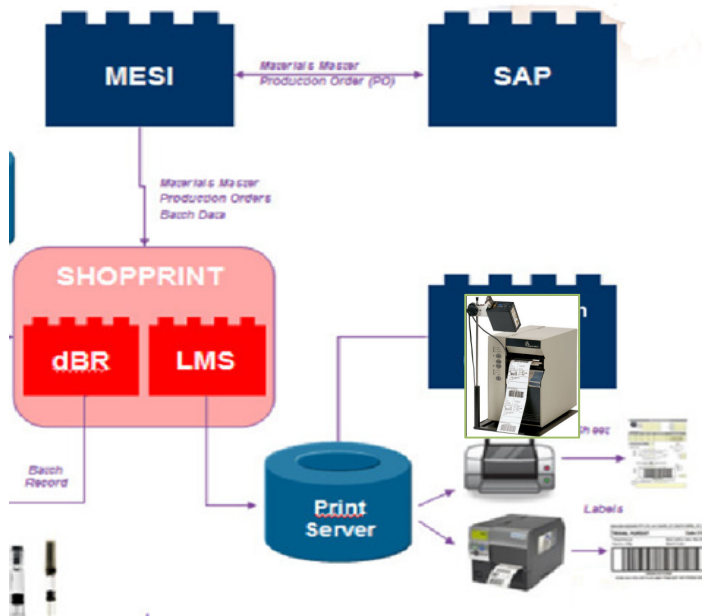 MESI
Materials Master
Production Order (PO)
SAP
Materials Master
Production Orders
Batch Data
SHOPPRINT
dBR
LMS
Batch
Record
Print
Server
Labels